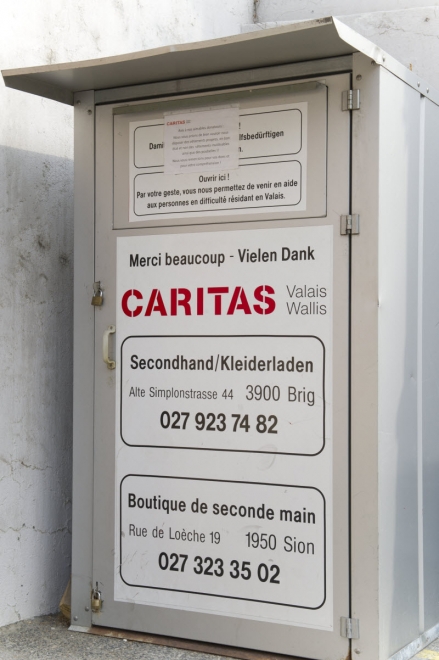 CARITAS
Dami
lfsbedürftigen
Ouvrir ici !
Par votre geste, vous nous permettez de venir en aide
aux personnes en difficulté résidant en Valais.
Merci beaucoup - Vielen Dank
CARITAS Valais
Wallis
Secondhand/Kleiderladen
Alte Simplonstrasse 44 3900 Brig
027 923 74 82
Boutique de seconde main
Rue de Loèche 19 1950 Sion
027 323 35 02